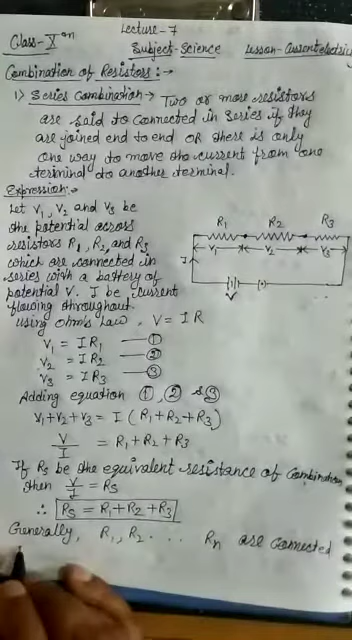 Lecture-7
Class-Xth Subject-Science Lesson-Current electricity
Combination of Resistors:→
1) Series Combination→ Two or more resistors
are said to connected in series if they
are joined end to end OR there is only
one way to move the current from one
terminal to another terminal.
Expression:→
Let V1, V2 and V3 be
the potential across
resistors R1, R2, and R3
which are connected in
series with a battery of
potential V. I be current
flowing throughout.
R1 R2 R3
V1 V2 V3
I
V
Using ohm's law, V = IR
V1 = IR1 — ①
V2 = IR2 — ②
V3 = IR3 — ③
Adding equation ①, ② & ③
V1+V2+V3 = I (R1+R2+R3)
V/I = R1+R2+R3
If Rs be the equivalent resistance of Combination
then V/I = Rs
∴ Rs = R1+R2+R3
Generally, R1, R2 . . . Rn are connected